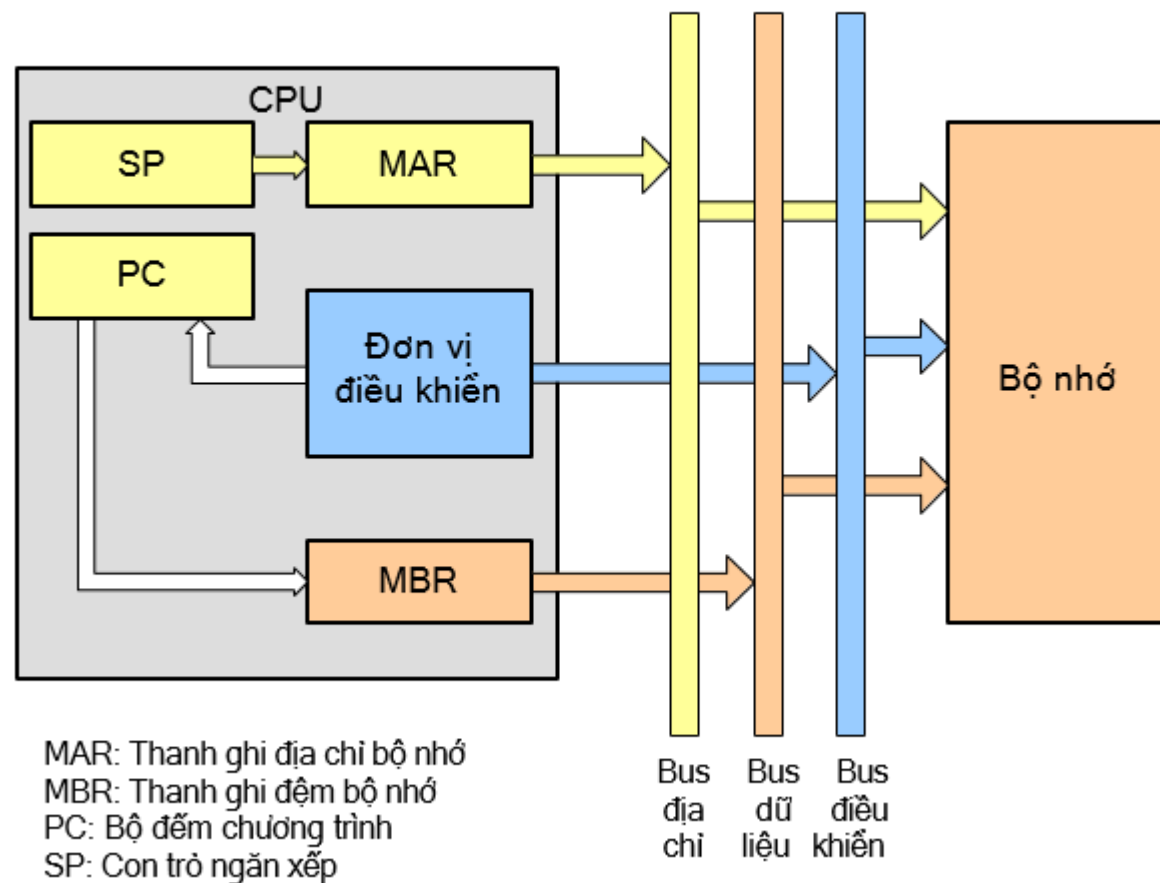 CPU
SP
MAR
PC
Đơn vị
điều khiển
MBR
Bộ nhớ
MAR: Thanh ghi địa chỉ bộ nhớ
MBR: Thanh ghi đệm bộ nhớ
PC: Bộ đếm chương trình
SP: Con trỏ ngăn xếp
Bus
địa
chỉ
Bus
dữ
liệu
Bus
điều
khiển